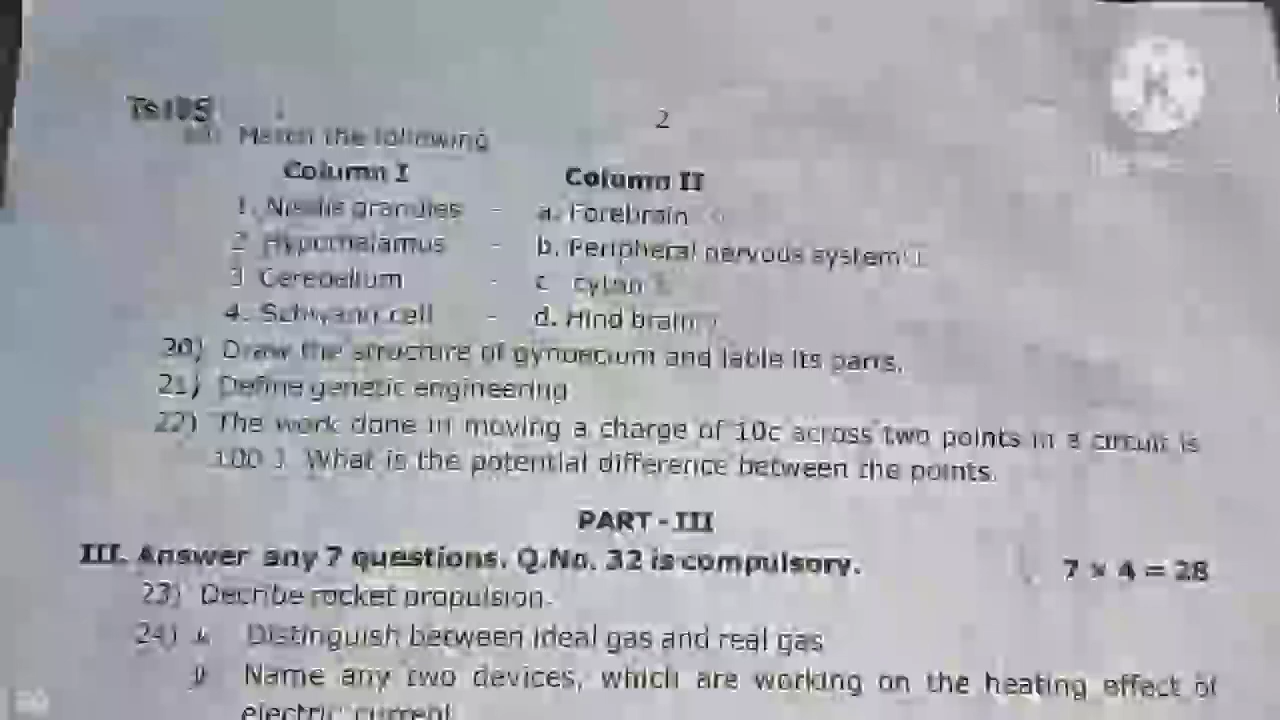 Ts10S
2
Match the following
Column I Column II
1. Nissils granules - a. Forebrain
2. Hypothalamus - b. Peripheral nervous system
3. Cerebellum - c. cyton
4. Schwann cell - d. Hind brain
20) Draw the structure of gynoecium and lable its parts.
21) Define genetic engineering
22) The work done in moving a charge of 10c across two points in a circuit is
100 J. What is the potential difference between the points.
PART - III
III. Answer any 7 questions. Q.No. 32 is compulsory. 7 × 4 = 28
23) Decribe rocket propulsion.
24) a. Distinguish between ideal gas and real gas
b. Name any two devices, which are working on the heating effect of
electric current